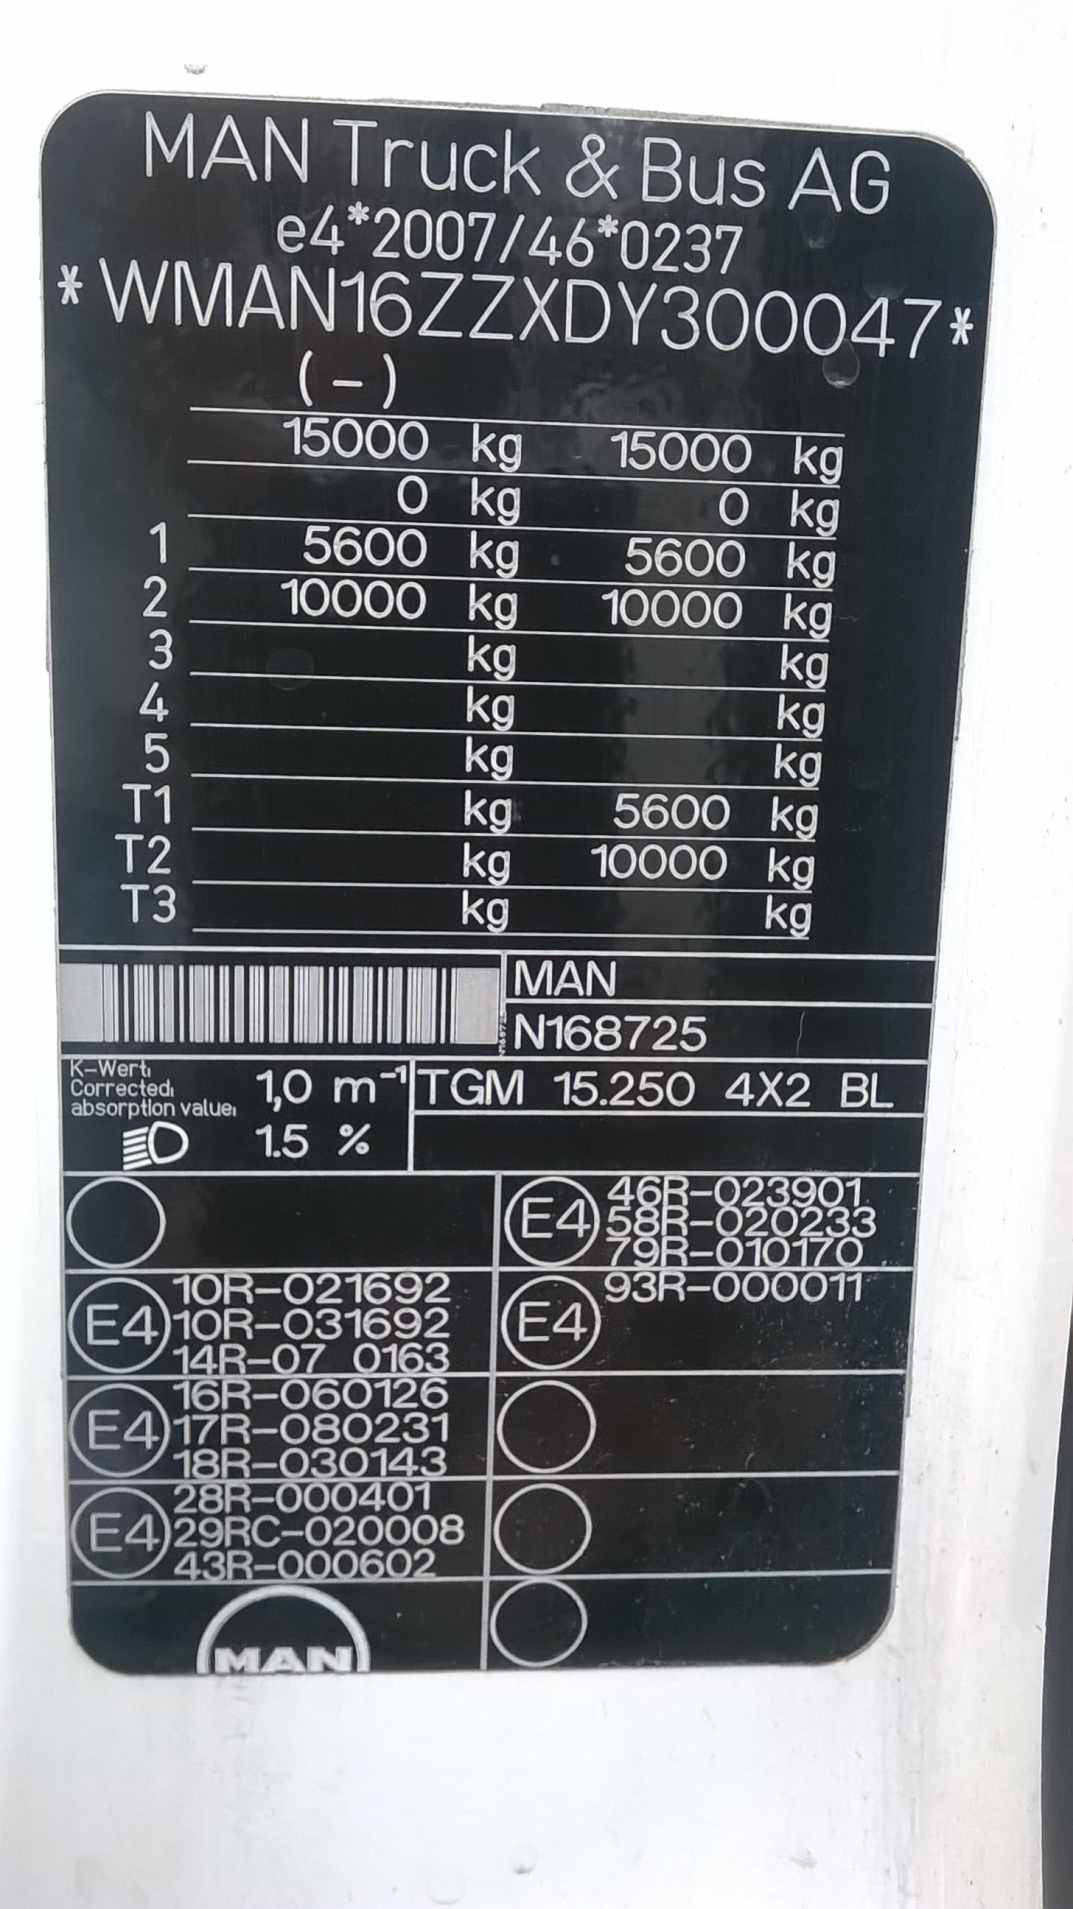 MAN Truck & Bus AG
e4*2007/46*0237
*WMAN16ZZXDY300047*
(-)
15000 kg 15000 kg
0 kg 0 kg
1 5600 kg 5600 kg
2 10000 kg 10000 kg
3 kg kg
4 kg kg
5 kg kg
T1 kg 5600 kg
T2 kg 10000 kg
T3 kg kg
MAN
N168725
N168725
K-Wert:
Corrected:
absorption value:
1,0 m⁻¹
TGM 15.250 4X2 BL
1.5 %
E4
46R-023901
58R-020233
79R-010170
E4
10R-021692
10R-031692
14R-07 0163
E4
93R-000011
E4
16R-060126
17R-080231
18R-030143
E4
28R-000401
29RC-020008
43R-000602
MAN